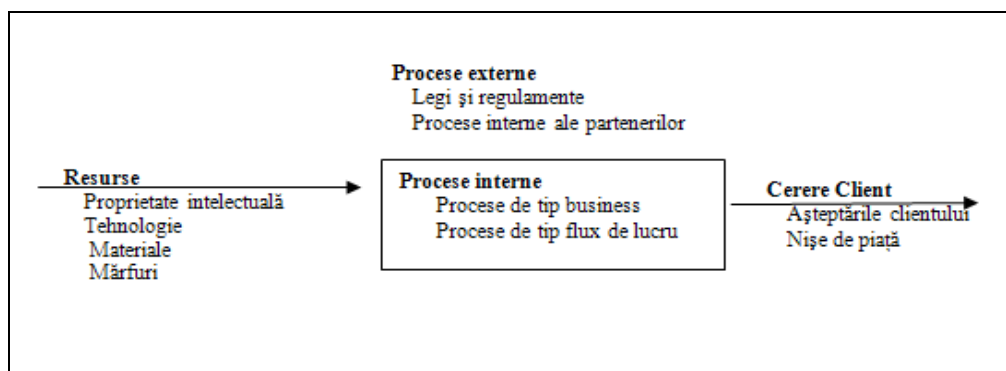 Procese externe
Legi şi regulamente
Procese interne ale partenerilor
Resurse
Proprietate intelectuală
Tehnologie
Materiale
Mărfuri
Procese interne
Procese de tip business
Procese de tip flux de lucru
Cerere Client
Aşteptările clientului
Nişe de piață